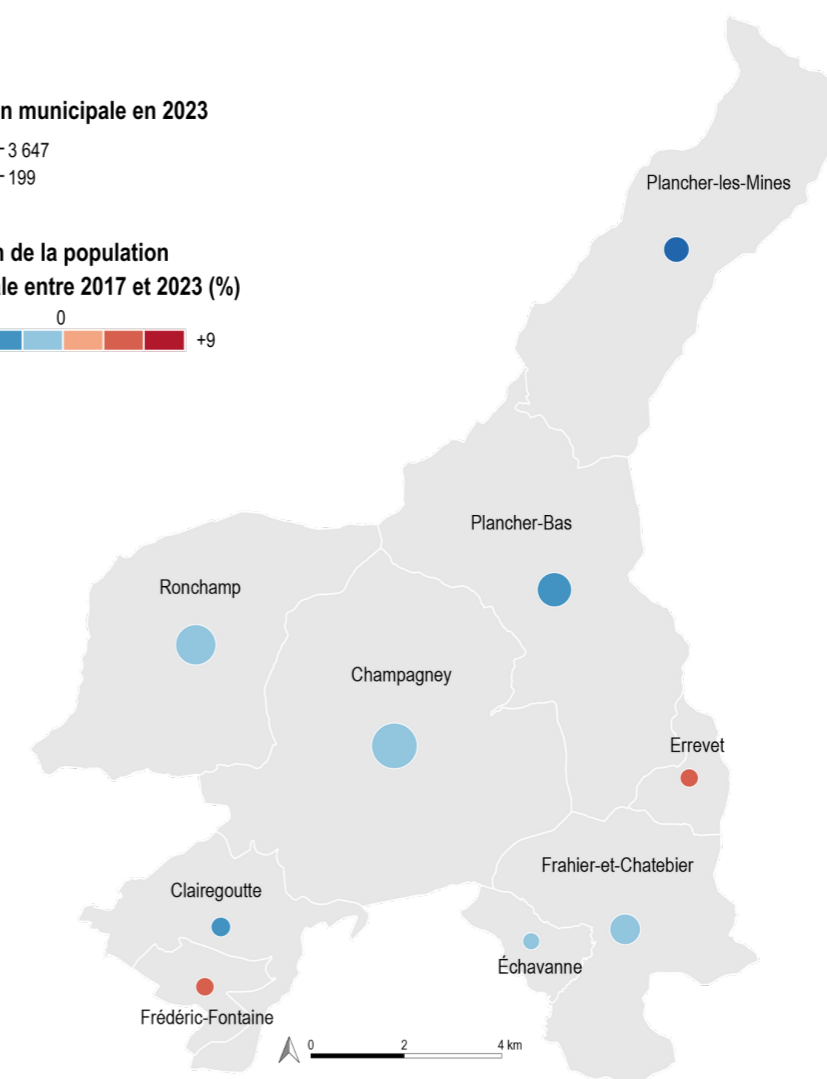 n municipale en 2023
3 647
199
n de la population
ale entre 2017 et 2023 (%)
0
+9
Plancher-les-Mines
Plancher-Bas
Ronchamp
Champagney
Errevet
Frahier-et-Chatebier
Clairegoutte
Échavanne
Frédéric-Fontaine
0 2 4 km